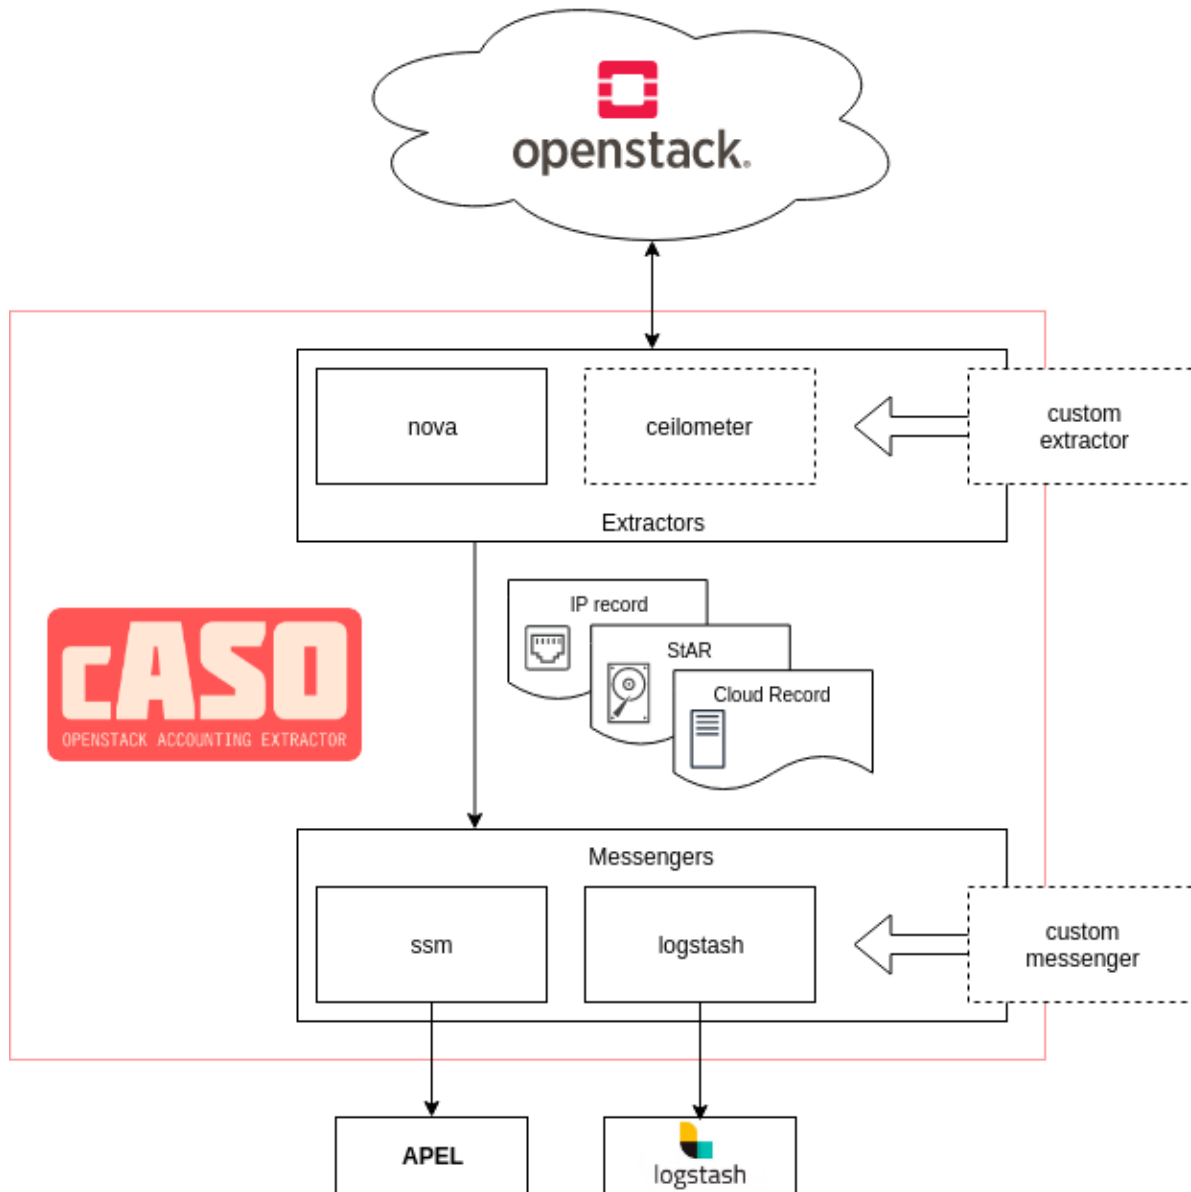 openstack.
nova
ceilometer
custom
extractor
Extractors
IP record
StAR
Cloud Record
cASO
OPENSTACK ACCOUNTING EXTRACTOR
Messengers
ssm
logstash
custom
messenger
APEL
logstash